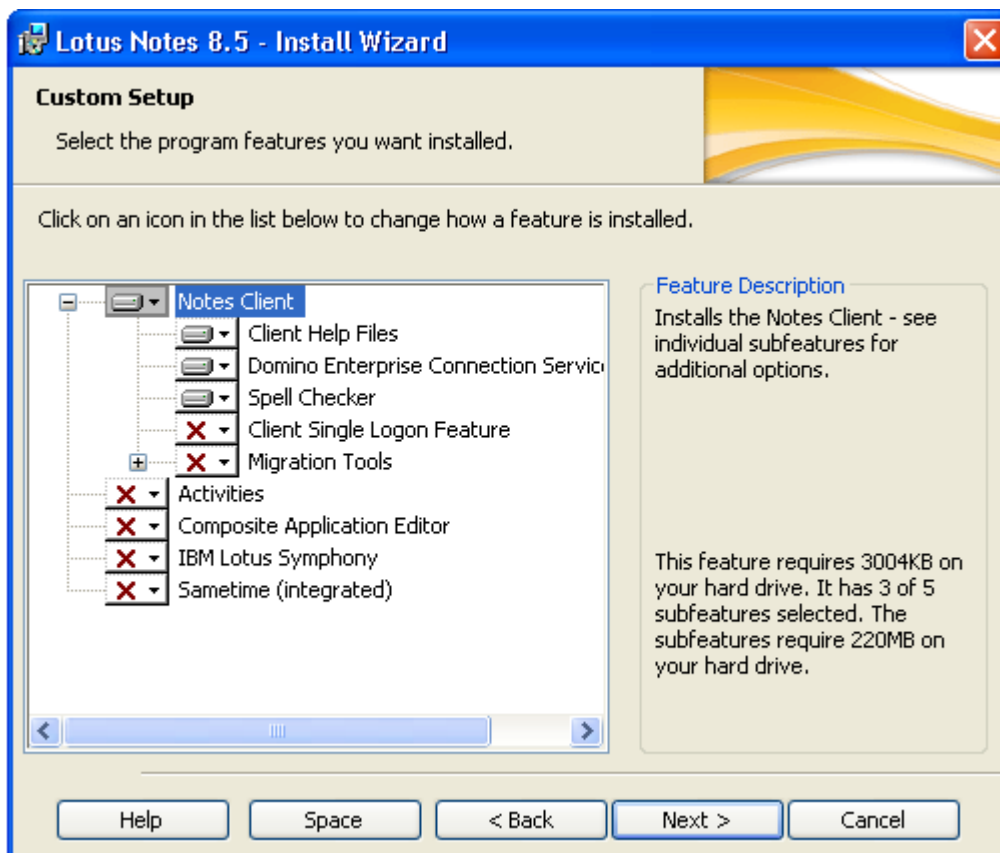 Lotus Notes 8.5 - Install Wizard
Custom Setup
Select the program features you want installed.
Click on an icon in the list below to change how a feature is installed.
Notes Client
Client Help Files
Domino Enterprise Connection Servic
Spell Checker
Client Single Logon Feature
Migration Tools
Activities
Composite Application Editor
IBM Lotus Symphony
Sametime (integrated)
Feature Description
Installs the Notes Client - see
individual subfeatures for
additional options.
This feature requires 3004KB on
your hard drive. It has 3 of 5
subfeatures selected. The
subfeatures require 220MB on
your hard drive.
Help
Space
< Back
Next >
Cancel